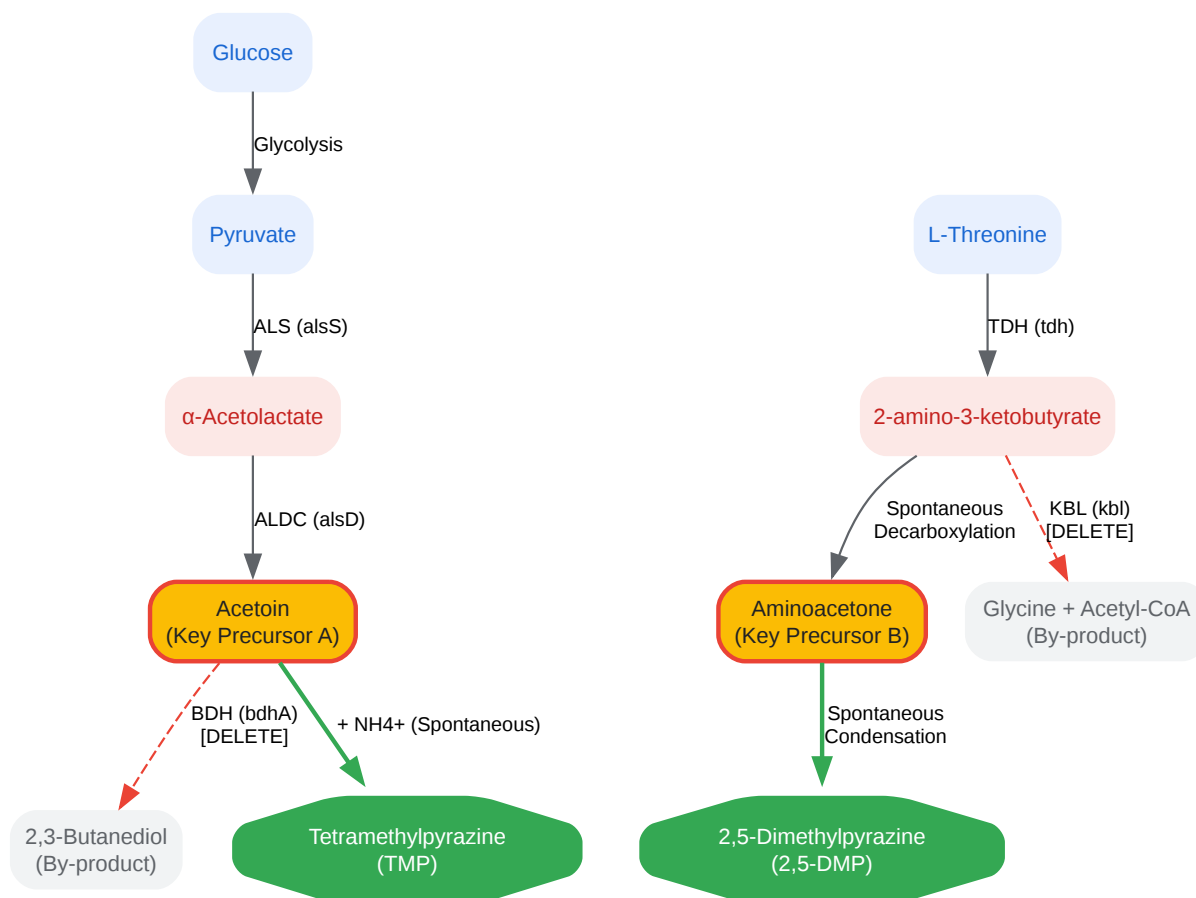 Glucose
Glycolysis
Pyruvate
L-Threonine
ALS (alsS)
TDH (tdh)
α-Acetolactate
2-amino-3-ketobutyrate
ALDC (alsD)
Spontaneous
Decarboxylation
KBL (kbl)
[DELETE]
Acetoin
(Key Precursor A)
Aminoacetone
(Key Precursor B)
Glycine + Acetyl-CoA
(By-product)
BDH (bdhA)
[DELETE]
+ NH4+ (Spontaneous)
Spontaneous
Condensation
2,3-Butanediol
(By-product)
Tetramethylpyrazine
(TMP)
2,5-Dimethylpyrazine
(2,5-DMP)